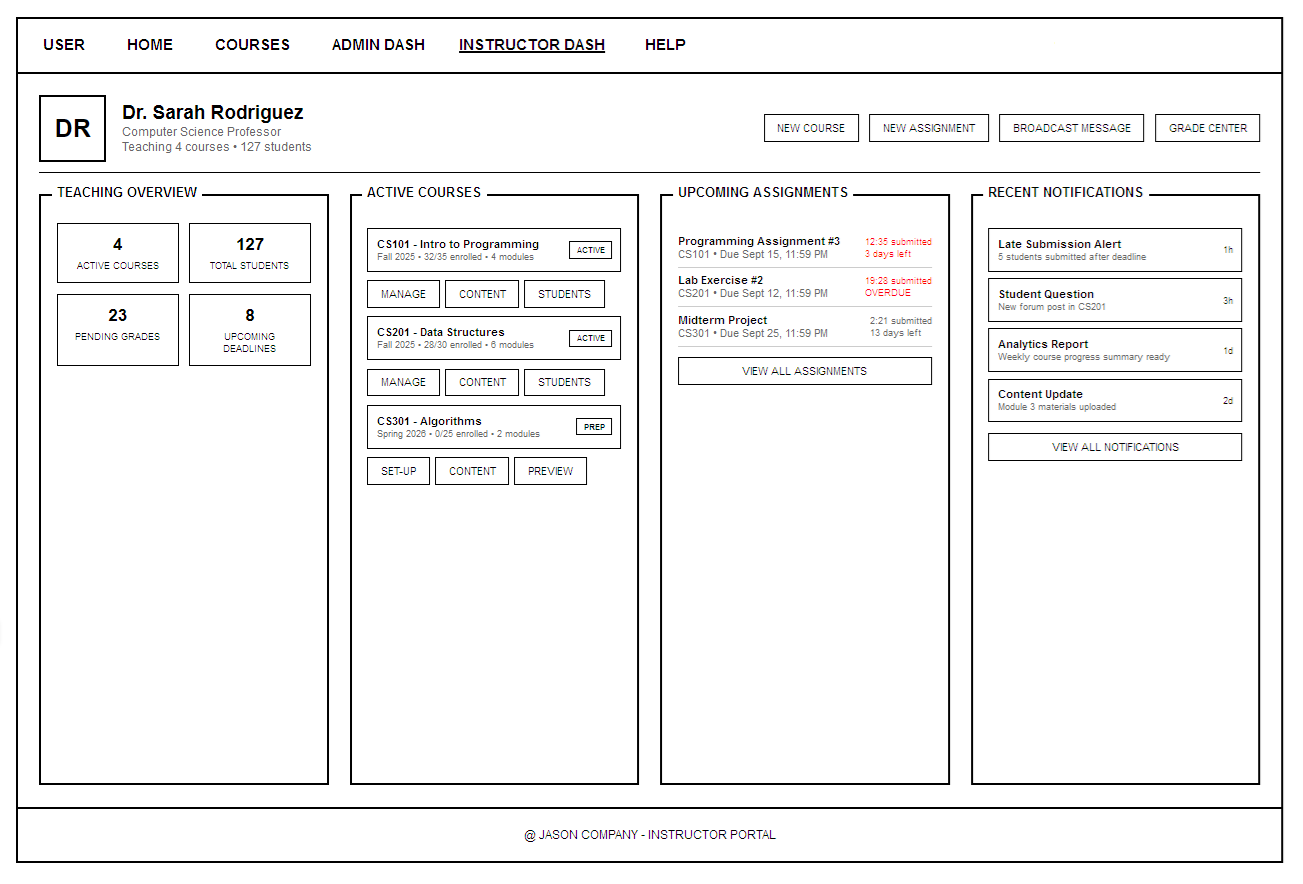 USER HOME COURSES ADMIN DASH INSTRUCTOR DASH HELP
DR
Dr. Sarah Rodriguez
Computer Science Professor
Teaching 4 courses • 127 students
NEW COURSE NEW ASSIGNMENT BROADCAST MESSAGE GRADE CENTER
TEACHING OVERVIEW
4
ACTIVE COURSES
127
TOTAL STUDENTS
23
PENDING GRADES
8
UPCOMING
DEADLINES
ACTIVE COURSES
CS101 - Intro to Programming
Fall 2025 • 32/35 enrolled • 4 modules
ACTIVE
MANAGE CONTENT STUDENTS
CS201 - Data Structures
Fall 2025 • 28/30 enrolled • 6 modules
ACTIVE
MANAGE CONTENT STUDENTS
CS301 - Algorithms
Spring 2026 • 0/25 enrolled • 2 modules
PREP
SET-UP CONTENT PREVIEW
UPCOMING ASSIGNMENTS
Programming Assignment #3
CS101 • Due Sept 15, 11:59 PM
12:35 submitted
3 days left
Lab Exercise #2
CS201 • Due Sept 12, 11:59 PM
19:28 submitted
OVERDUE
Midterm Project
CS301 • Due Sept 25, 11:59 PM
2:21 submitted
13 days left
VIEW ALL ASSIGNMENTS
RECENT NOTIFICATIONS
Late Submission Alert
5 students submitted after deadline
1h
Student Question
New forum post in CS201
3h
Analytics Report
Weekly course progress summary ready
1d
Content Update
Module 3 materials uploaded
2d
VIEW ALL NOTIFICATIONS
@ JASON COMPANY - INSTRUCTOR PORTAL